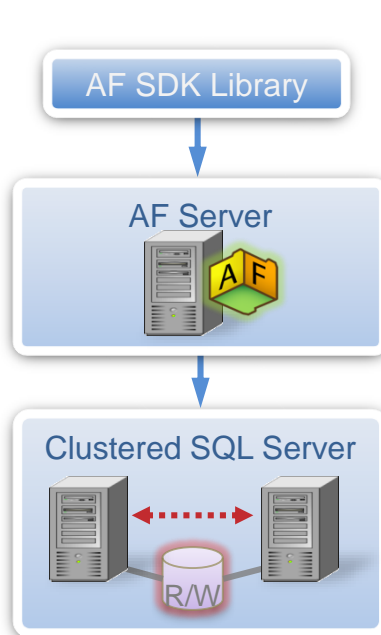 AF SDK Library
AF Server
A F
Clustered SQL Server
R/W